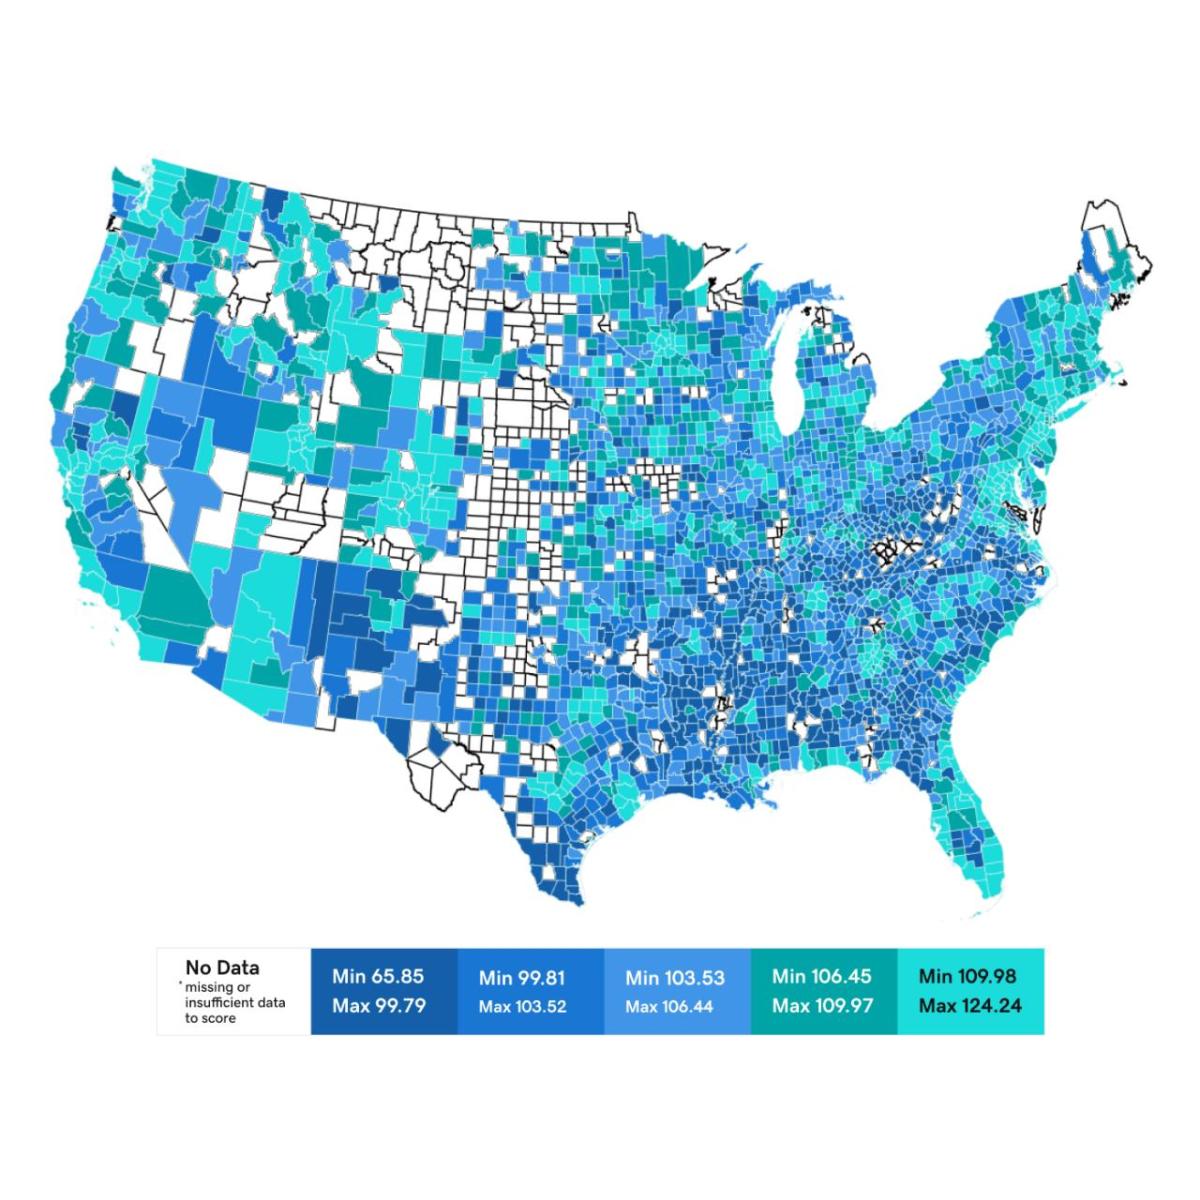 No Data
* missing or
insufficient data
to score
Min 65.85
Max 99.79
Min 99.81
Max 103.52
Min 103.53
Max 106.44
Min 106.45
Max 109.97
Min 109.98
Max 124.24